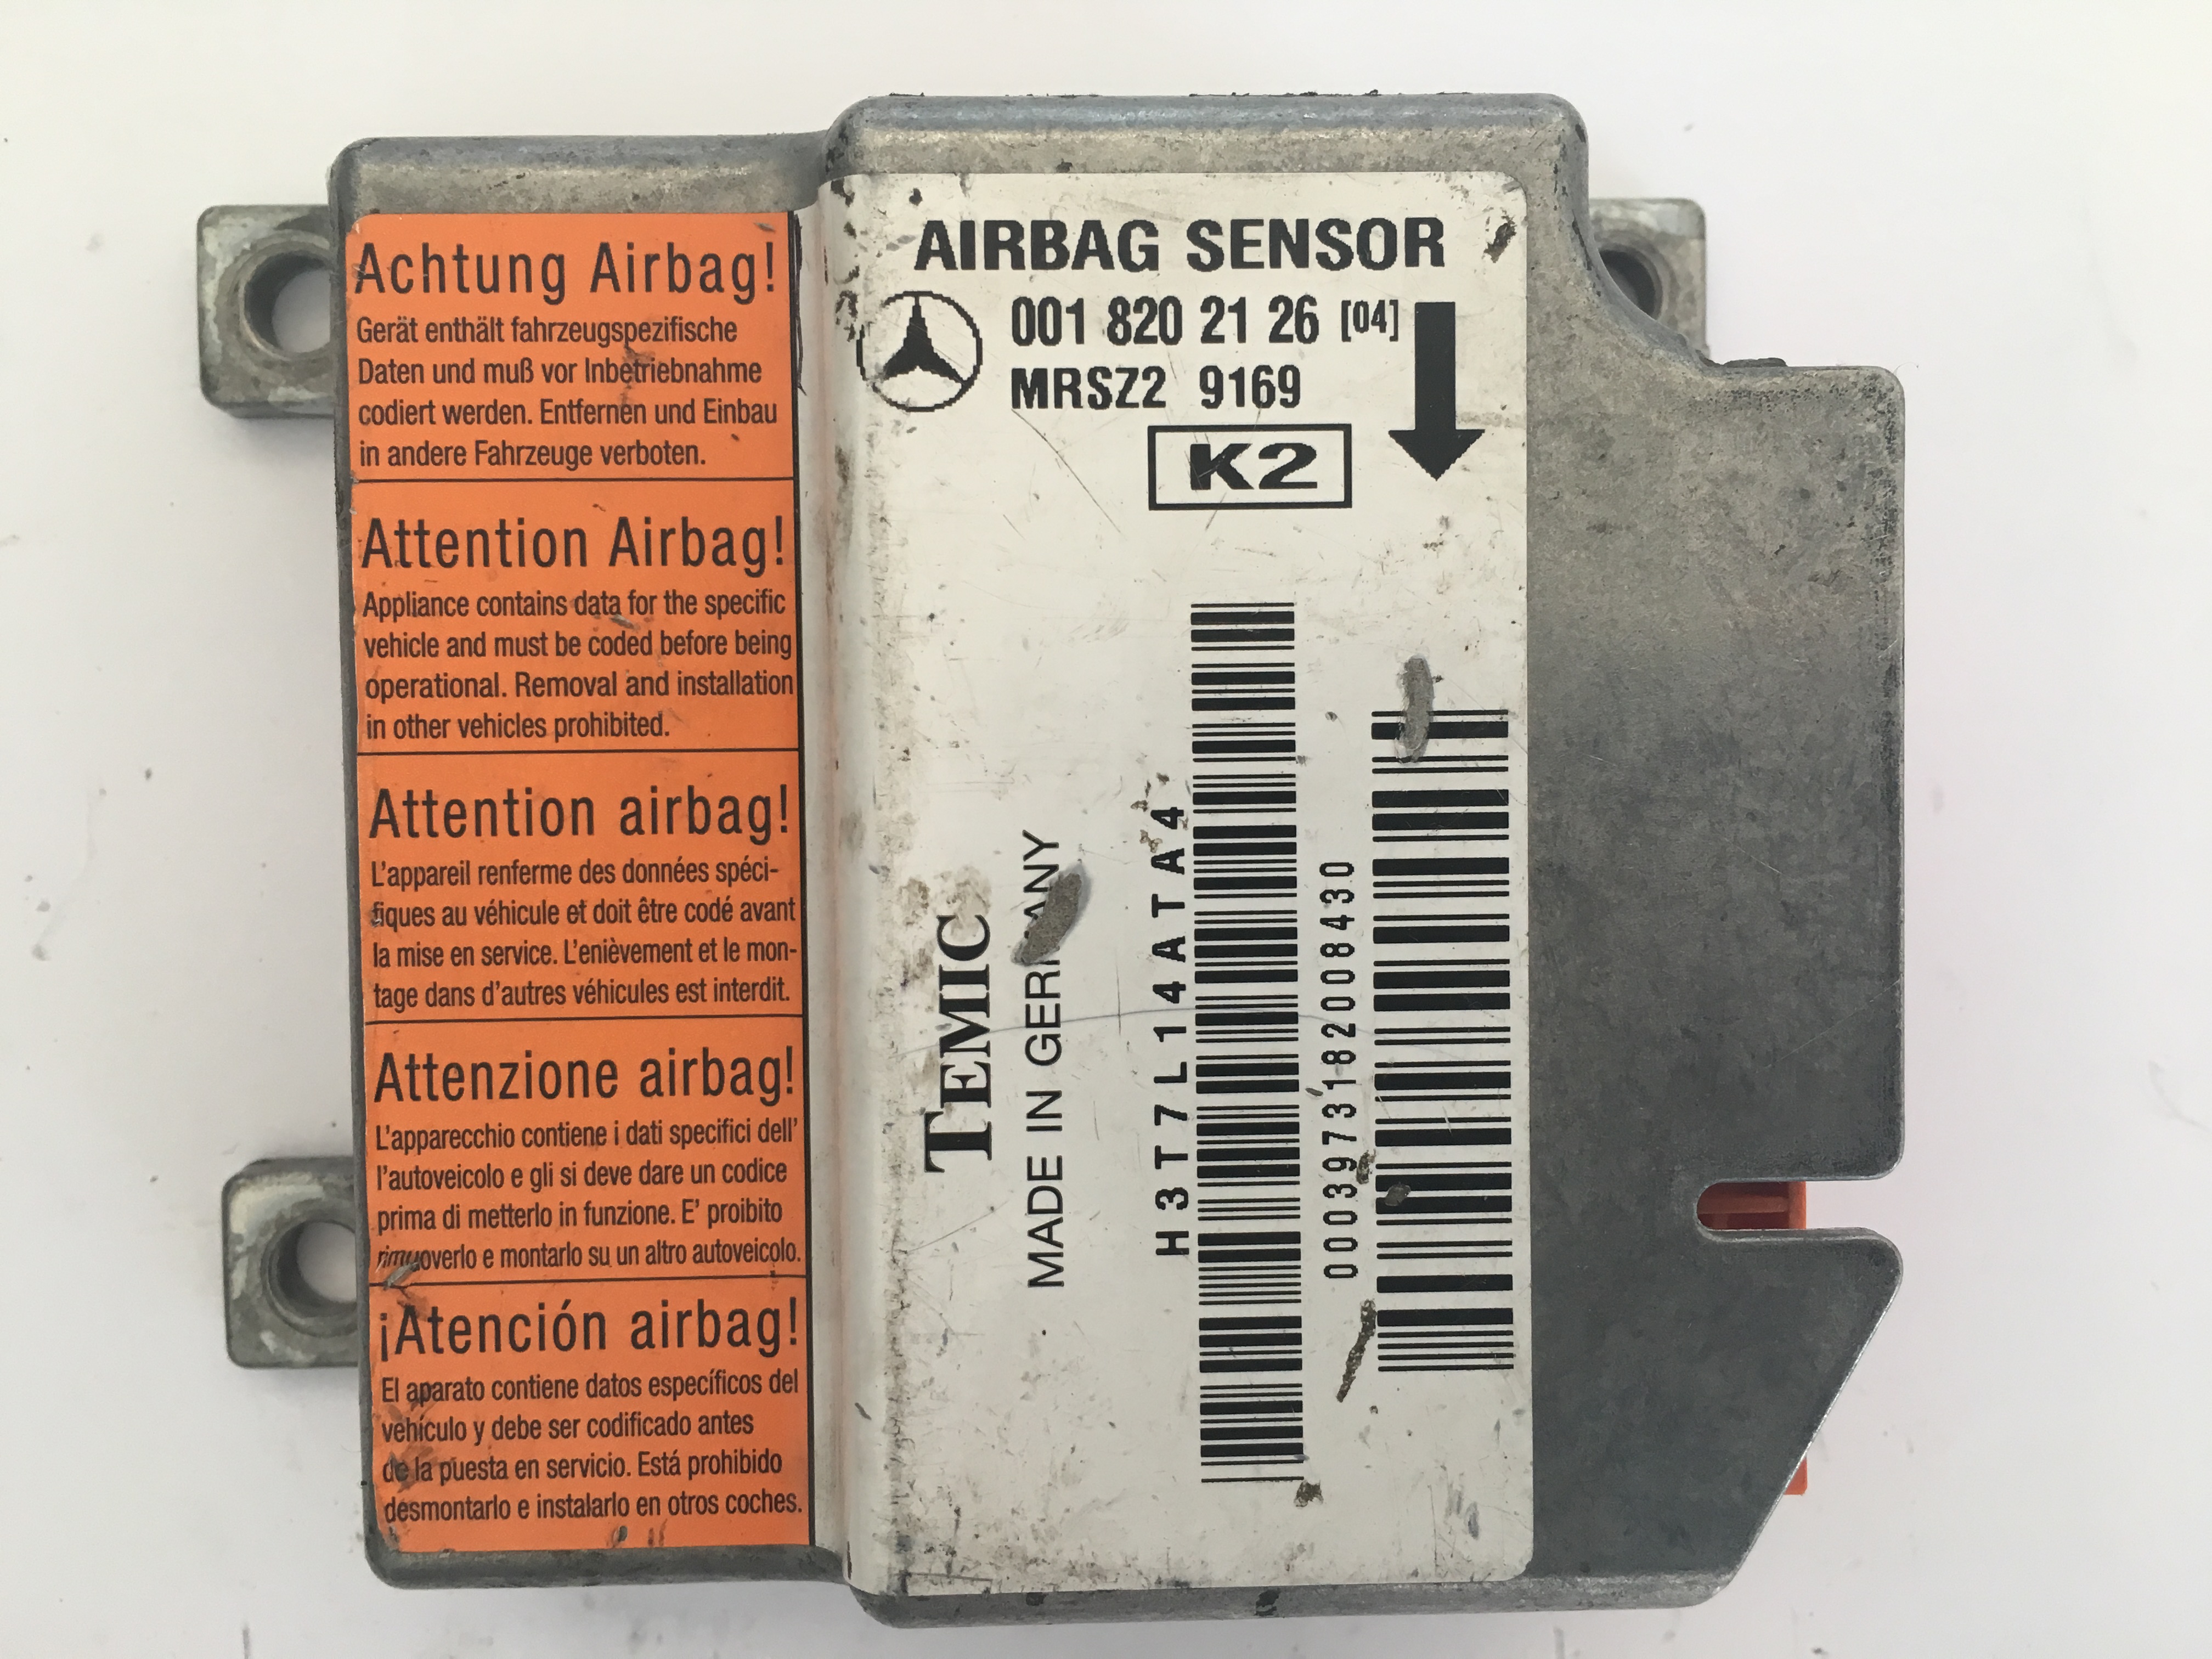 Achtung Airbag!
Gerät enthält fahrzeugspezifische
Daten und muß vor Inbetriebnahme
codiert werden. Entfernen und Einbau
in andere Fahrzeuge verboten.
Attention Airbag!
Appliance contains data for the specific
vehicle and must be coded before being
operational. Removal and installation
in other vehicles prohibited.
Attention airbag!
L'appareil renferme des données spéci-
fiques au véhicule et doit être codé avant
la mise en service. L'enièvement et le mon-
tage dans d'autres véhicules est interdit.
Attenzione airbag!
L'apparecchio contiene i dati specifici dell'
l'autoveicolo e gli si deve dare un codice
prima di metterlo in funzione. E' proibito
rimuoverlo e montarlo su un altro autoveicolo.
¡Atención airbag!
El aparato contiene datos específicos del
vehículo y debe ser codificado antes
de la puesta en servicio. Está prohibido
desmontarlo e instalarlo en otros coches.
AIRBAG SENSOR
001 820 21 26 [04]
MRSZ2 9169
K2
TEMIC
MADE IN GERMANY
H3T7L14ATA4
00039731820008430